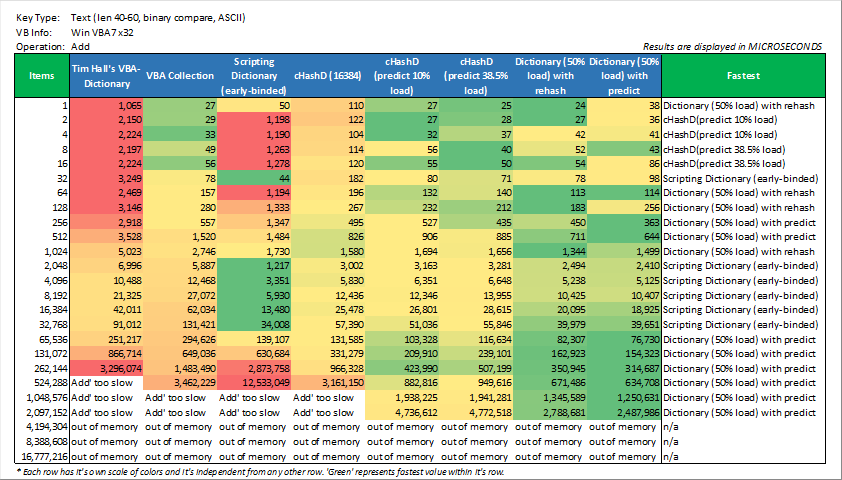 Key Type: Text (len 40-60, binary compare, ASCII)
VB Info: Win VBA7 x32
Operation: Add Results are displayed in MICROSECONDS
Items Tim Hall's VBA-Dictionary VBA Collection Scripting Dictionary (early-binded) cHashD (16384) cHashD (predict 10% load) cHashD (predict 38.5% load) Dictionary (50% load) with rehash Dictionary (50% load) with predict Fastest
1 1,065 27 50 110 27 25 24 38 Dictionary (50% load) with rehash
2 2,150 29 1,198 122 27 28 27 36 cHashD(predict 10% load)
4 2,224 33 1,190 104 32 37 42 41 cHashD(predict 10% load)
8 2,197 49 1,263 114 56 40 52 43 cHashD(predict 38.5% load)
16 2,224 56 1,278 120 55 50 54 86 cHashD(predict 38.5% load)
32 3,249 78 44 182 80 71 78 98 Scripting Dictionary (early-binded)
64 2,469 157 1,194 196 132 140 113 114 Dictionary (50% load) with rehash
128 3,146 280 1,333 267 232 212 183 256 Dictionary (50% load) with rehash
256 2,918 557 1,347 495 527 435 450 363 Dictionary (50% load) with predict
512 3,528 1,520 1,484 826 906 885 711 644 Dictionary (50% load) with predict
1,024 5,023 2,746 1,730 1,580 1,694 1,656 1,344 1,499 Dictionary (50% load) with rehash
2,048 6,996 5,887 1,217 3,002 3,163 3,281 2,494 2,410 Scripting Dictionary (early-binded)
4,096 10,488 12,468 3,351 5,830 6,351 6,648 5,238 5,125 Scripting Dictionary (early-binded)
8,192 21,325 27,072 5,930 12,436 12,346 13,955 10,425 10,407 Scripting Dictionary (early-binded)
16,384 42,011 62,034 13,480 25,478 26,801 28,615 20,095 18,925 Scripting Dictionary (early-binded)
32,768 91,012 131,421 34,008 57,390 51,036 55,846 39,979 39,651 Scripting Dictionary (early-binded)
65,536 251,217 294,626 139,107 131,585 103,328 116,634 82,307 76,730 Dictionary (50% load) with predict
131,072 866,714 649,036 630,684 331,279 209,910 239,101 162,923 154,323 Dictionary (50% load) with predict
262,144 3,296,074 1,483,490 2,873,758 966,328 423,990 507,199 350,945 314,687 Dictionary (50% load) with predict
524,288 Add' too slow 3,462,229 12,533,049 3,161,150 882,816 949,616 671,486 634,708 Dictionary (50% load) with predict
1,048,576 Add' too slow Add' too slow Add' too slow Add' too slow 1,938,225 1,941,281 1,345,589 1,250,631 Dictionary (50% load) with predict
2,097,152 Add' too slow Add' too slow Add' too slow Add' too slow 4,736,612 4,772,518 2,788,681 2,487,986 Dictionary (50% load) with predict
4,194,304 out of memory out of memory out of memory out of memory out of memory out of memory out of memory out of memory n/a
8,388,608 out of memory out of memory out of memory out of memory out of memory out of memory out of memory out of memory n/a
16,777,216 out of memory out of memory out of memory out of memory out of memory out of memory out of memory out of memory n/a
* Each row has it's own scale of colors and it's independent from any other row. 'Green' represents fastest value within it's row.